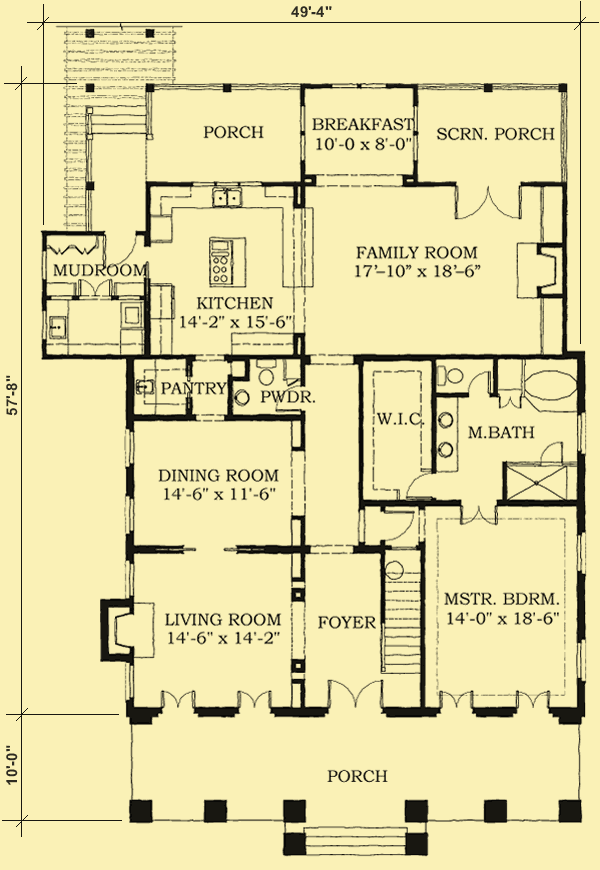 49'-4"
PORCH
BREAKFAST
10'-0 x 8'-0"
SCRN. PORCH
MUDROOM
FAMILY ROOM
17'-10" x 18'-6"
KITCHEN
14'-2" x 15'-6"
57'-8"
PANTRY
PWDR.
W.I.C.
M.BATH
DINING ROOM
14'-6" x 11'-6"
MSTR. BDRM.
14'-0" x 18'-6"
LIVING ROOM
14'-6" x 14'-2"
FOYER
10'-0"
PORCH